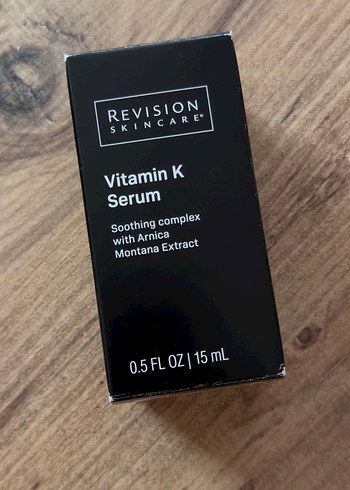 REVISION
SKINCARE®
Vitamin K
Serum
Soothing complex
with Arnica
Montana Extract
0.5 FL OZ | 15 mL